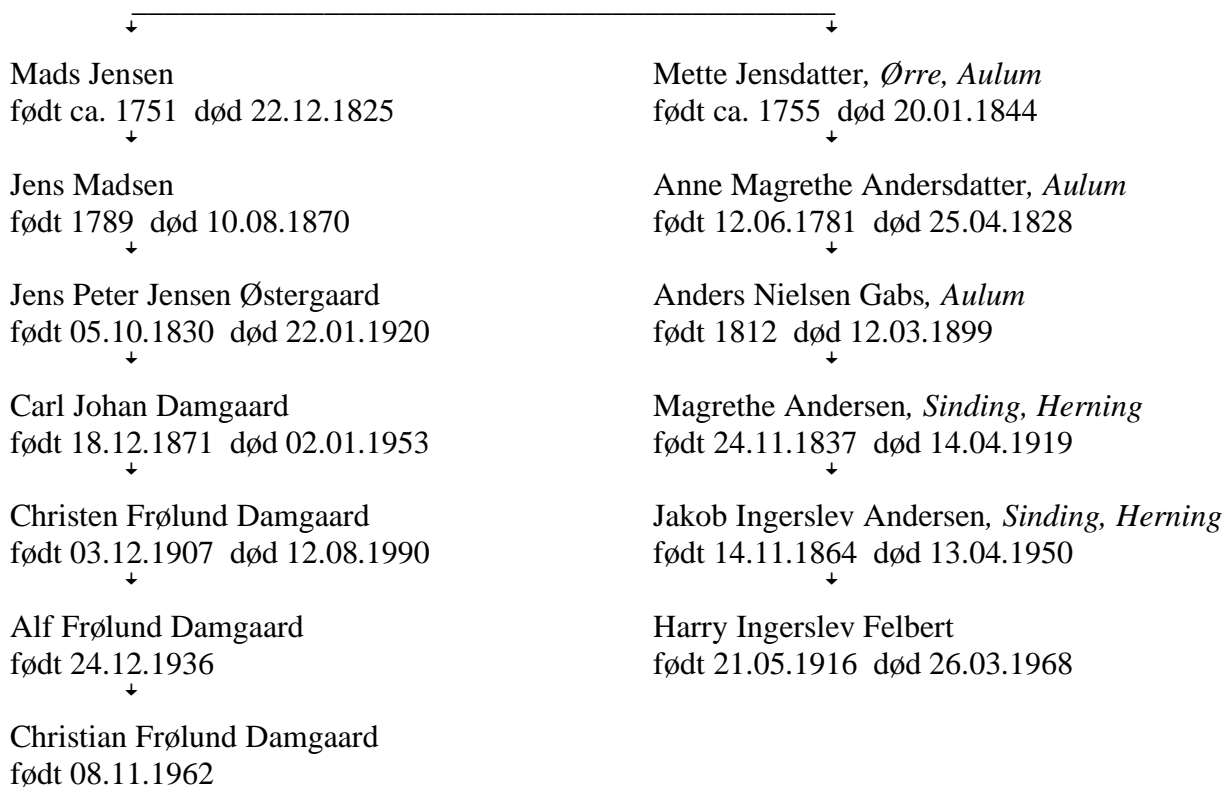 Mads Jensen
født ca. 1751 død 22.12.1825
Jens Madsen
født 1789 død 10.08.1870
Jens Peter Jensen Østergaard
født 05.10.1830 død 22.01.1920
Carl Johan Damgaard
født 18.12.1871 død 02.01.1953
Christen Frølund Damgaard
født 03.12.1907 død 12.08.1990
Alf Frølund Damgaard
født 24.12.1936
Christian Frølund Damgaard
født 08.11.1962
Mette Jensdatter, Ørre, Aulum
født ca. 1755 død 20.01.1844
Anne Magrethe Andersdatter, Aulum
født 12.06.1781 død 25.04.1828
Anders Nielsen Gabs, Aulum
født 1812 død 12.03.1899
Magrethe Andersen, Sinding, Herning
født 24.11.1837 død 14.04.1919
Jakob Ingerslev Andersen, Sinding, Herning
født 14.11.1864 død 13.04.1950
Harry Ingerslev Felbert
født 21.05.1916 død 26.03.1968